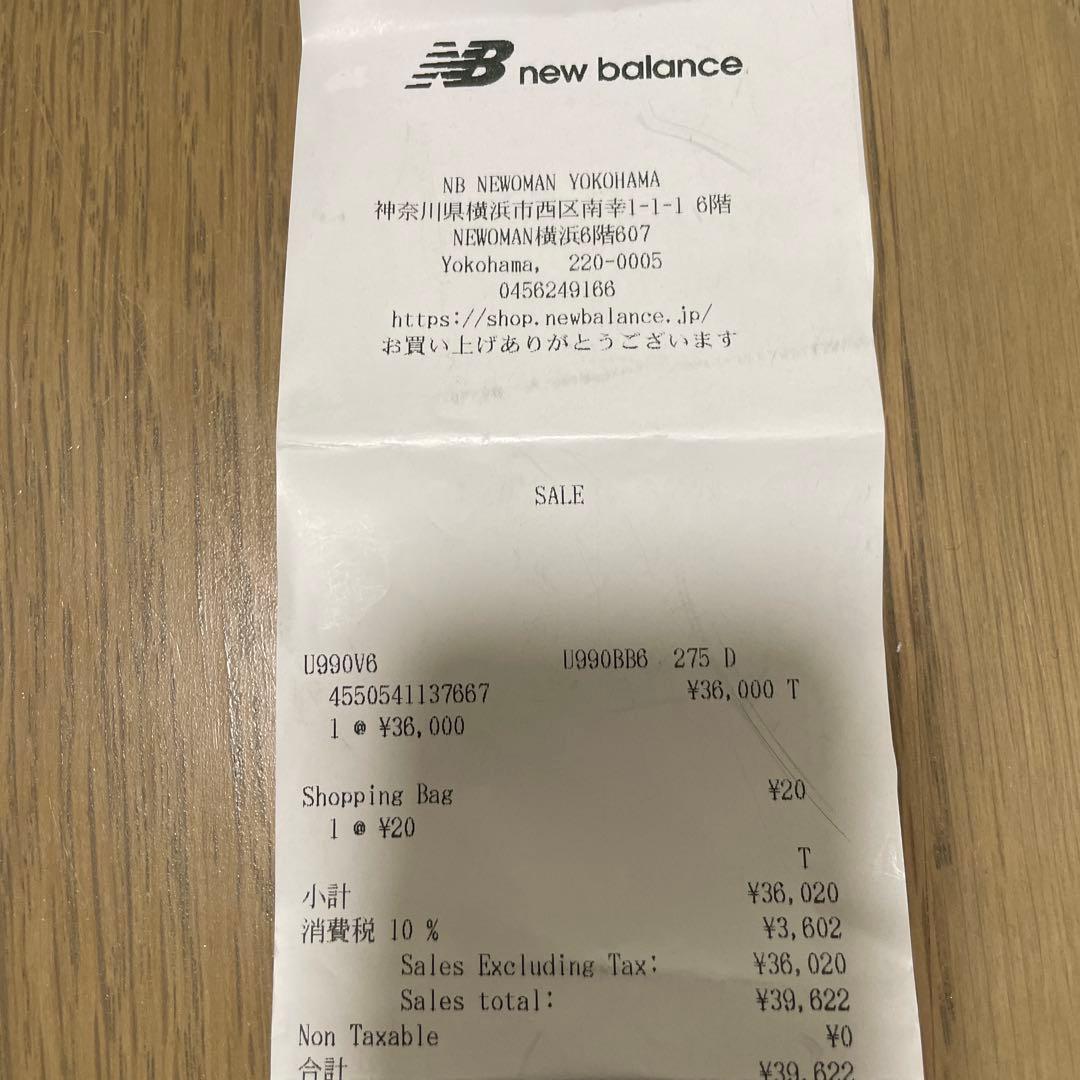 NB new balance
NB NEWOMAN YOKOHAMA
神奈川県横浜市西区南幸1-1-1 6階
NEWOMAN横浜6階607
Yokohama, 220-0005
0456249166
https://shop.newbalance.jp/
お買い上げありがとうございます
SALE
U990V6 U990BB6 275 D
4550541137667 ¥36,000 T
1 @ ¥36,000
Shopping Bag ¥20
1 @ ¥20
T
小計 ¥36,020
消費税 10 % ¥3,602
Sales Excluding Tax: ¥36,020
Sales total: ¥39,622
Non Taxable ¥0
合計 ¥39,622